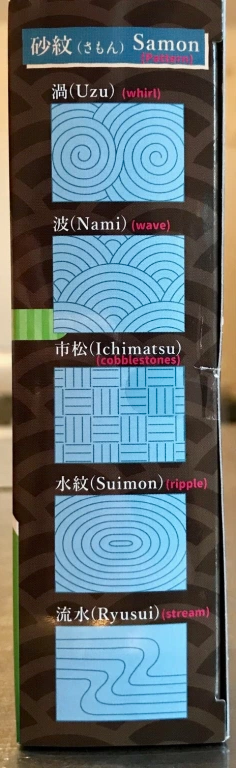 砂紋（さもん） Samon
(Pattern)
渦(Uzu) (whirl)
波(Nami) (wave)
市松(Ichimatsu)
(cobblestones)
水紋(Suimon) (ripple)
流水(Ryusui) (stream)